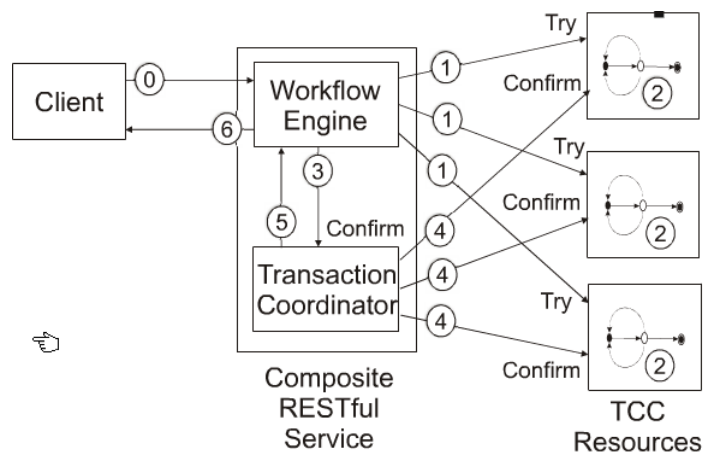 Client
0
6
Workflow
Engine
3
5
Confirm
Transaction
Coordinator
Composite
RESTful
Service
1
1
1
4
4
4
Try
Confirm
2
Try
Confirm
2
Try
Confirm
2
TCC
Resources